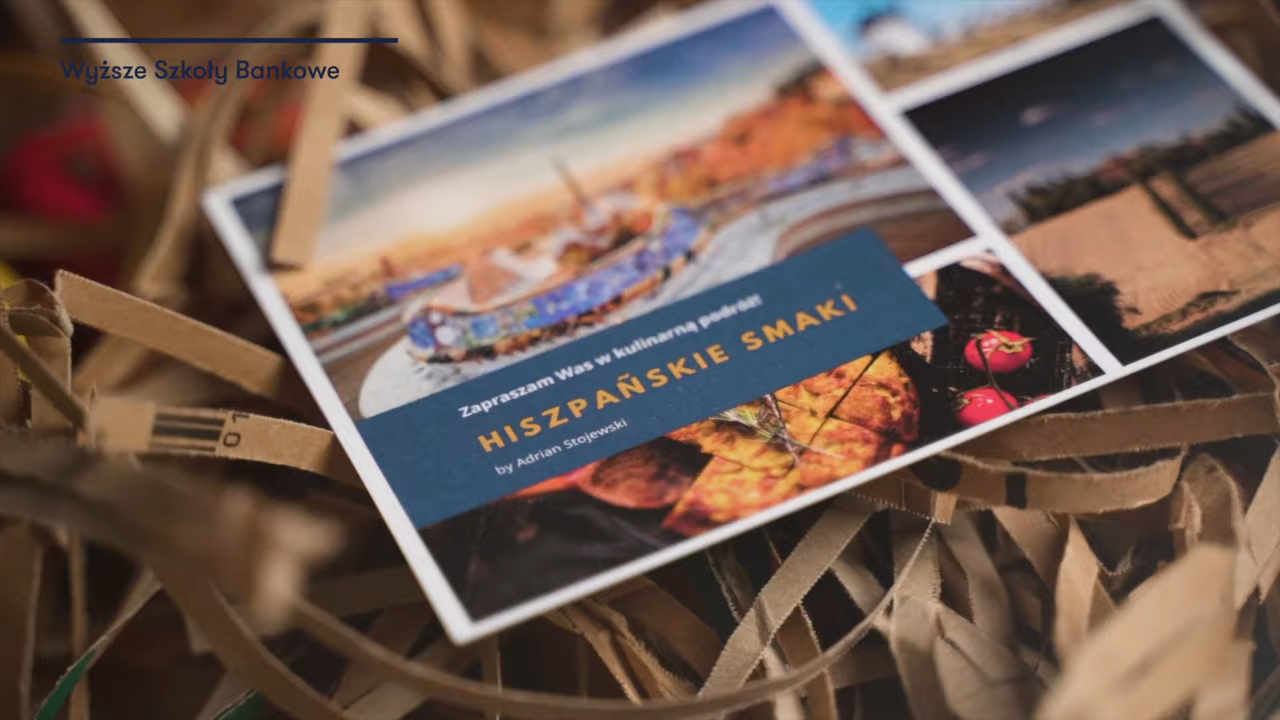 Wyższe Szkoły Bankowe
Zapraszam Was w kulinarną podróż!
HISZPAŃSKIE SMAKI
by Adrian Stojewski